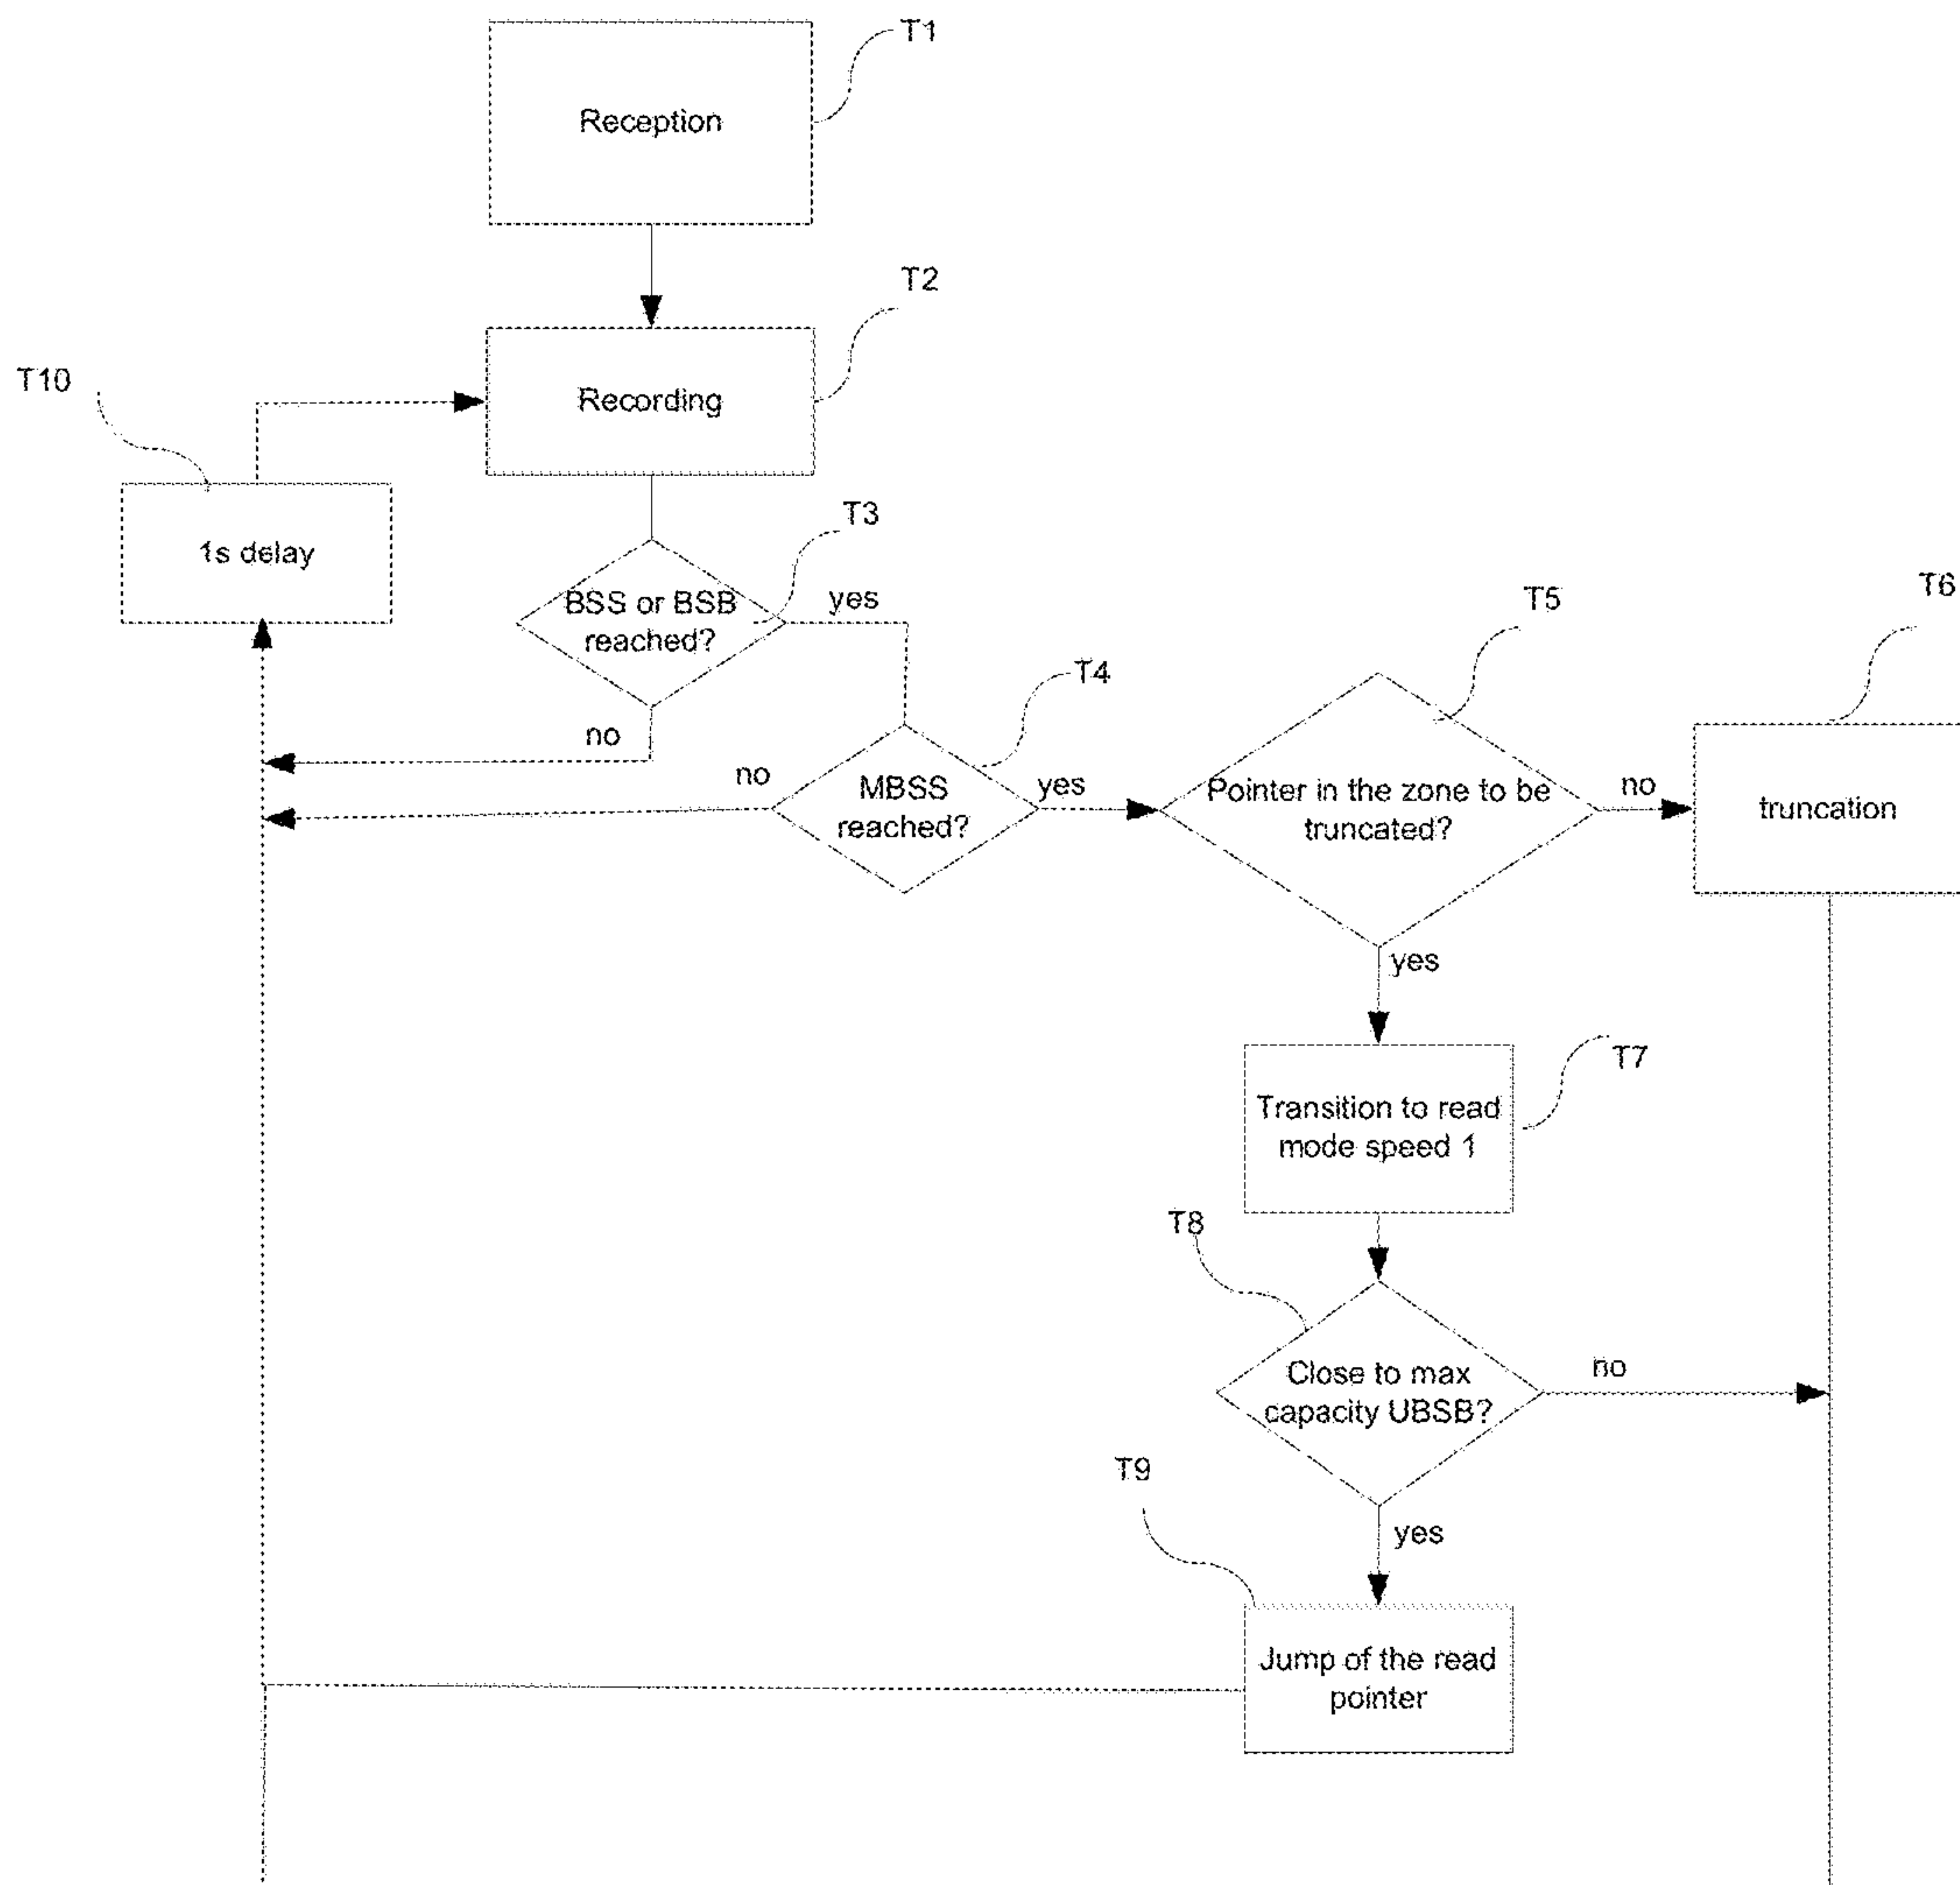 T1
Reception
T2
T10
Recording
T3
1s delay
BSS or BSB
reached?
yes
T5
T6
T4
no
no
MBSS
reached?
yes
Pointer in the zone to be
truncated?
no
truncation
yes
T7
Transition to read
mode speed 1
T8
Close to max
capacity UBSB?
no
T9
yes
Jump of the read
pointer